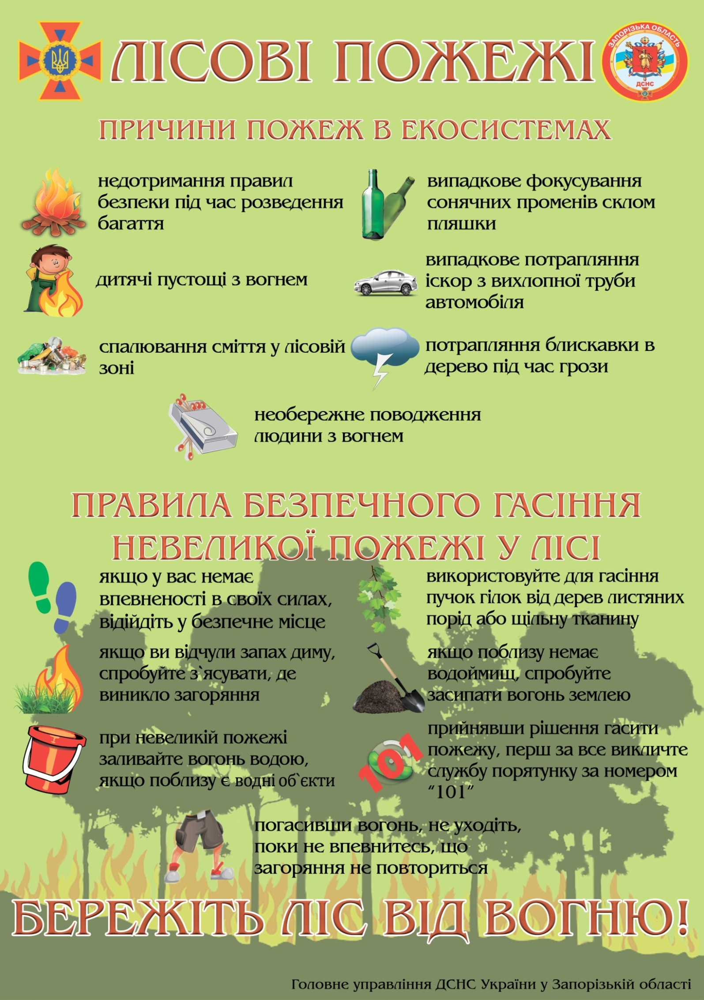 ЛІСОВІ ПОЖЕЖІ
ЗАПОРІЗЬКА ОБЛАСТЬ
ДСНС
ПРИЧИНИ ПОЖЕЖ В ЕКОСИСТЕМАХ
недотримання правил
безпеки під час розведення
багаття
випадкове фокусування
сонячних променів склом
пляшки
дитячі пустощі з вогнем
випадкове потрапляння
іскор з вихлопної труби
автомобіля
спалювання сміття у лісовій
зоні
потрапляння блискавки в
дерево під час грози
необережне поводження
людини з вогнем
ПРАВИЛА БЕЗПЕЧНОГО ГАСІННЯ
НЕВЕЛИКОЇ ПОЖЕЖІ У ЛІСІ
якщо у вас немає
впевненості в своїх силах,
відійдіть у безпечне місце
використовуйте для гасіння
пучок гілок від дерев листяних
порід або щільну тканину
якщо ви відчули запах диму,
спробуйте з`ясувати, де
виникло загоряння
якщо поблизу немає
водоймищ, спробуйте
засипати вогонь землею
при невеликій пожежі
заливайте вогонь водою,
якщо поблизу є водні об`єкти
101
прийнявши рішення гасити
пожежу, перш за все викличте
службу порятунку за номером
“101”
погасивши вогонь, не уходіть,
поки не впевнитесь, що
загоряння не повториться
БЕРЕЖІТЬ ЛІС ВІД ВОГНЮ!
Головне управління ДСНС України у Запорізькій області